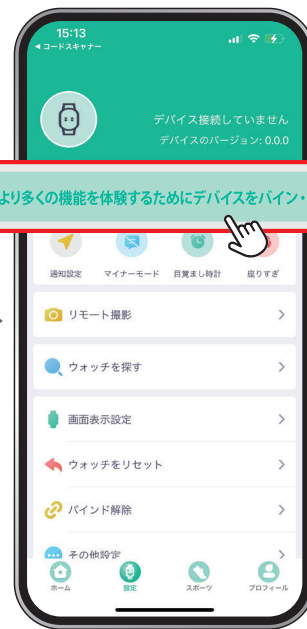 15:13
◀ コードスキャナー
デバイス接続していません
デバイスのバージョン: 0.0.0
より多くの機能を体験するためにデバイスをバイン・
通知設定 マイナーモード 目覚まし時計 座りすぎ
リモート撮影
ウォッチを探す
画面表示設定
ウォッチをリセット
バインド解除
その他設定
ホーム 設定 スポーツ プロフィール